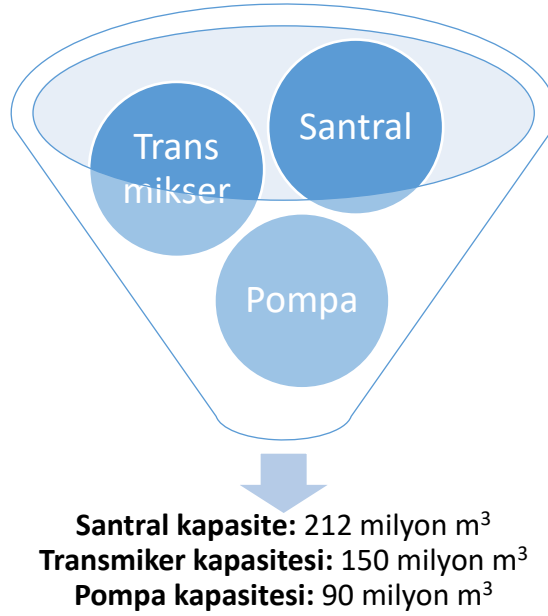 Santral
Trans
mikser
Pompa
Santral kapasite: 212 milyon m³
Transmiker kapasitesi: 150 milyon m³
Pompa kapasitesi: 90 milyon m³